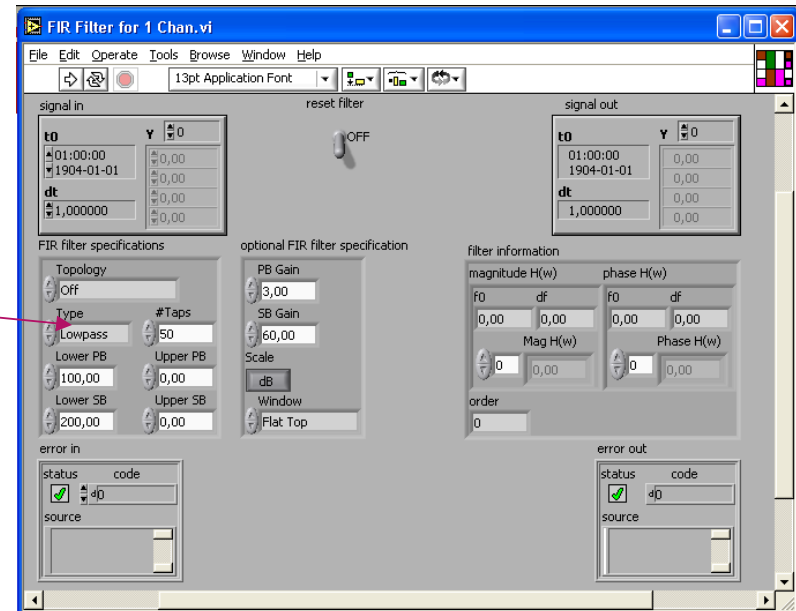 FIR Filter for 1 Chan.vi
File Edit Operate Tools Browse Window Help
13pt Application Font
signal in
t0
01:00:00
1904-01-01
dt
1,000000
Y 0
0,00
0,00
0,00
0,00
reset filter
OFF
signal out
t0
01:00:00
1904-01-01
dt
1,000000
Y 0
0,00
0,00
0,00
0,00
FIR filter specifications
Topology
Off
Type #Taps
Lowpass 50
Lower PB Upper PB
100,00 0,00
Lower SB Upper SB
200,00 0,00
optional FIR filter specification
PB Gain
3,00
SB Gain
60,00
Scale
dB
Window
Flat Top
filter information
magnitude H(w) phase H(w)
f0 df f0 df
0,00 0,00 0,00 0,00
Mag H(w) Phase H(w)
0 0,00 0 0,00
order
0
error in
status code
d0
source
error out
status code
d0
source